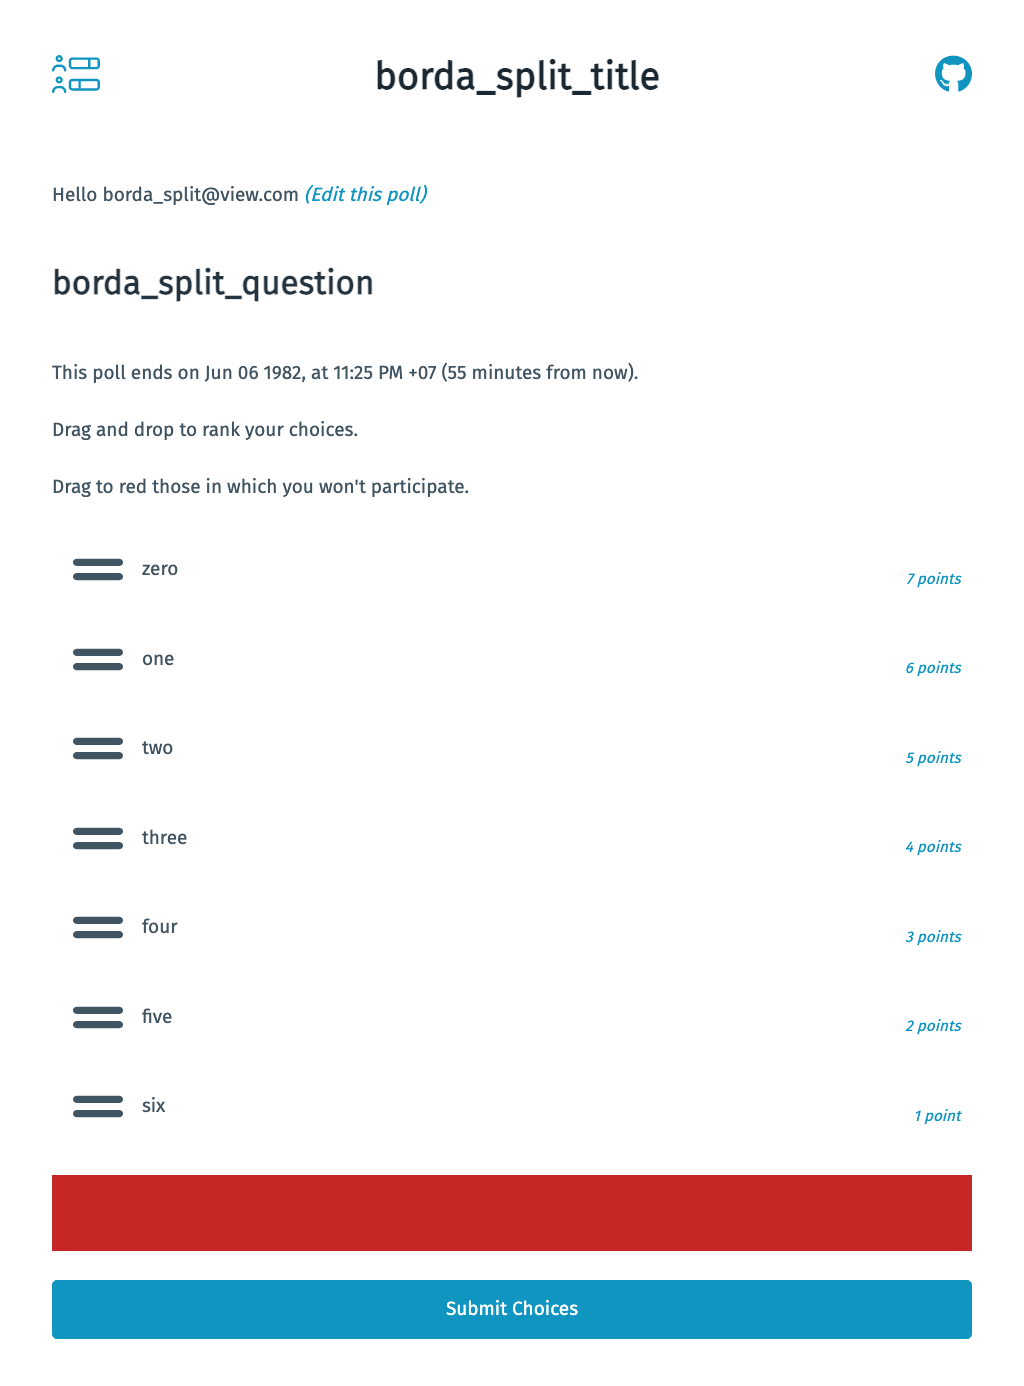 borda_split_title
Hello borda_split@view.com (Edit this poll)
borda_split_question
This poll ends on Jun 06 1982, at 11:25 PM +07 (55 minutes from now).
Drag and drop to rank your choices.
Drag to red those in which you won't participate.
zero
7 points
one
6 points
two
5 points
three
4 points
four
3 points
five
2 points
six
1 point
Submit Choices